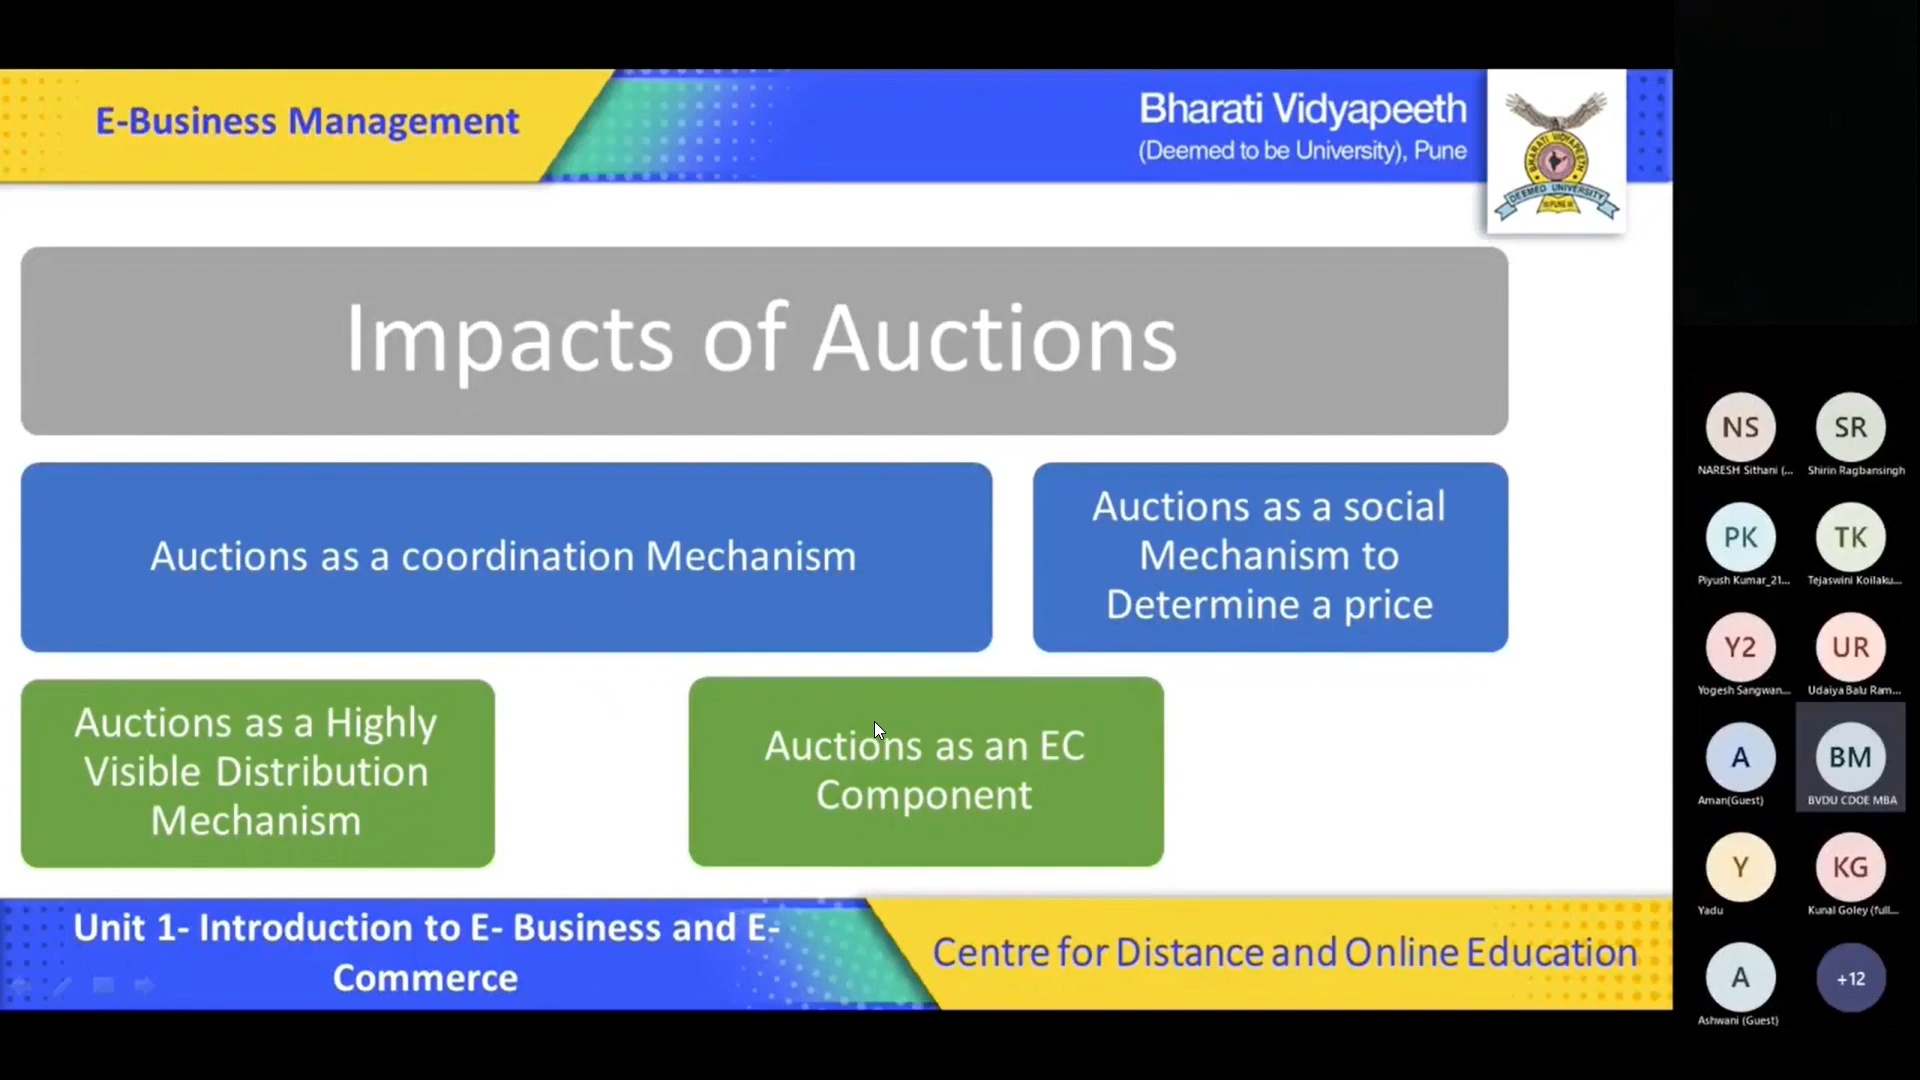 E-Business Management
Bharati Vidyapeeth
(Deemed to be University), Pune
BHARATI VIDYAPEETH
DEEMED UNIVERSITY
Impacts of Auctions
Auctions as a coordination Mechanism
Auctions as a social
Mechanism to
Determine a price
Auctions as a Highly
Visible Distribution
Mechanism
Auctions as an EC
Component
Unit 1- Introduction to E- Business and E-
Commerce
Centre for Distance and Online Education
NS
NARESH Sithani (...
SR
Shirin Ragbansingh
PK
Piyush Kumar_21...
TK
Tejaswini Koilaku...
Y2
Yogesh Sangwan...
UR
Udaiya Balu Ram...
A
Aman(Guest)
BM
BVDU CDOE MBA
Y
Yadu
KG
Kunal Goley (full...
A
Ashwani (Guest)
+12